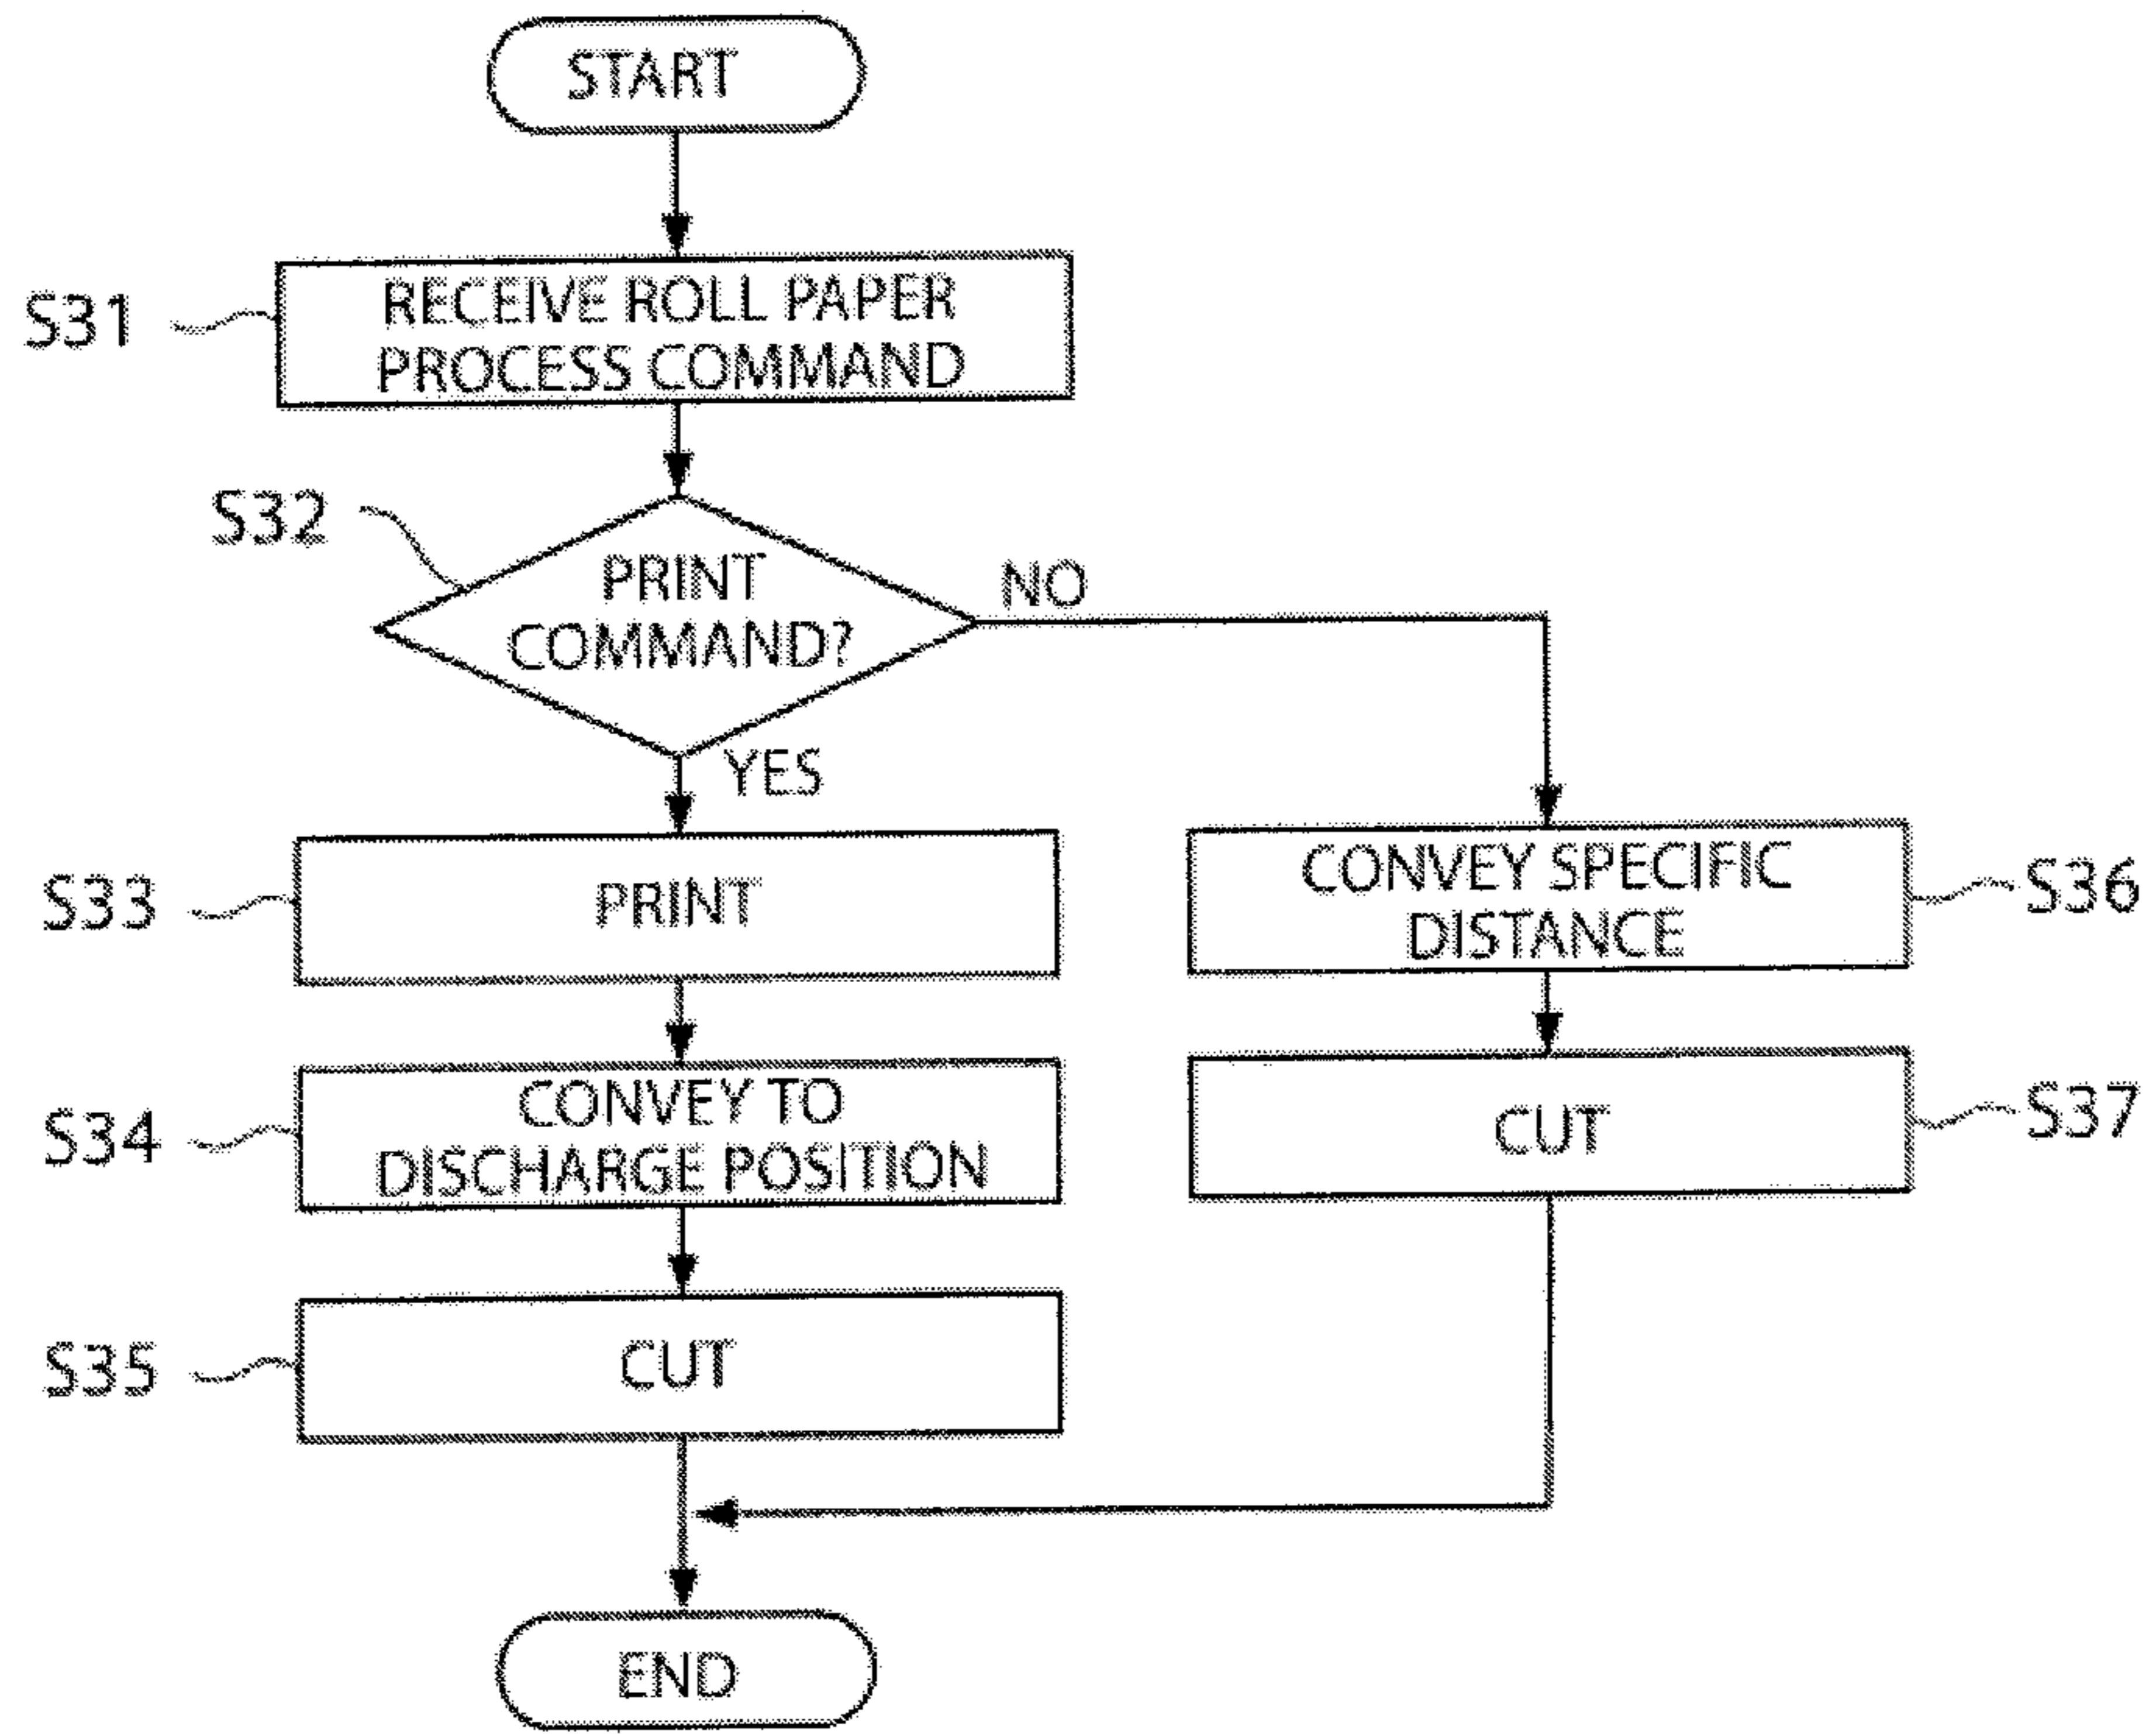 START
S31
RECEIVE ROLL PAPER
PROCESS COMMAND
S32
PRINT
COMMAND?
NO
YES
S33
PRINT
CONVEY SPECIFIC
DISTANCE
S36
S34
CONVEY TO
DISCHARGE POSITION
CUT
S37
S35
CUT
END